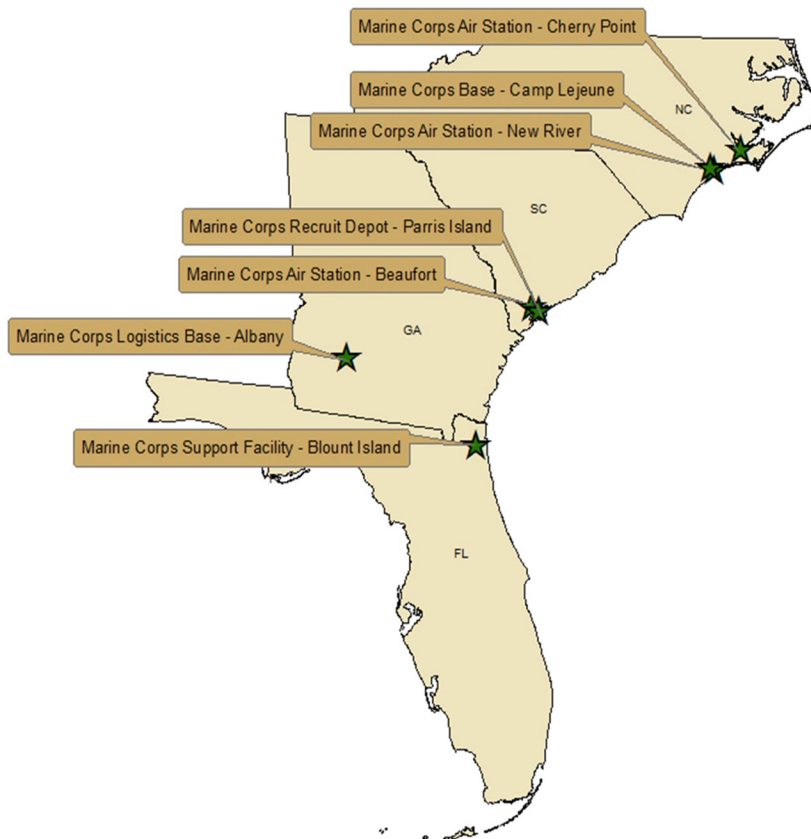 Marine Corps Air Station - Cherry Point
Marine Corps Base - Camp Lejeune
NC
Marine Corps Air Station - New River
SC
Marine Corps Recruit Depot - Parris Island
Marine Corps Air Station - Beaufort
GA
Marine Corps Logistics Base - Albany
Marine Corps Support Facility - Blount Island
FL